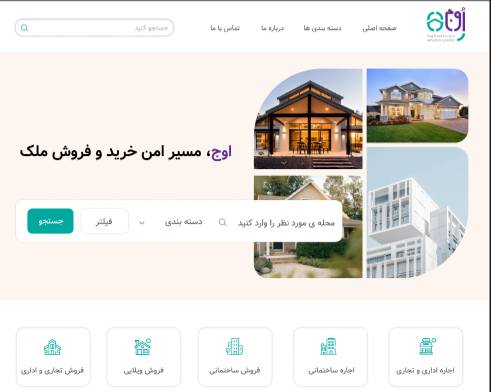 اوج
صفحه اصلی
دسته بندی ها
درباره ما
تماس با ما
جستجو کنید
اوج، مسیر امن خرید و فروش ملک
محله ی مورد نظر را وارد کنید
دسته بندی
فیلتر
جستجو
اجاره اداری و تجاری
اجاره ساختمانی
فروش ساختمانی
فروش ویلایی
فروش تجاری و اداری